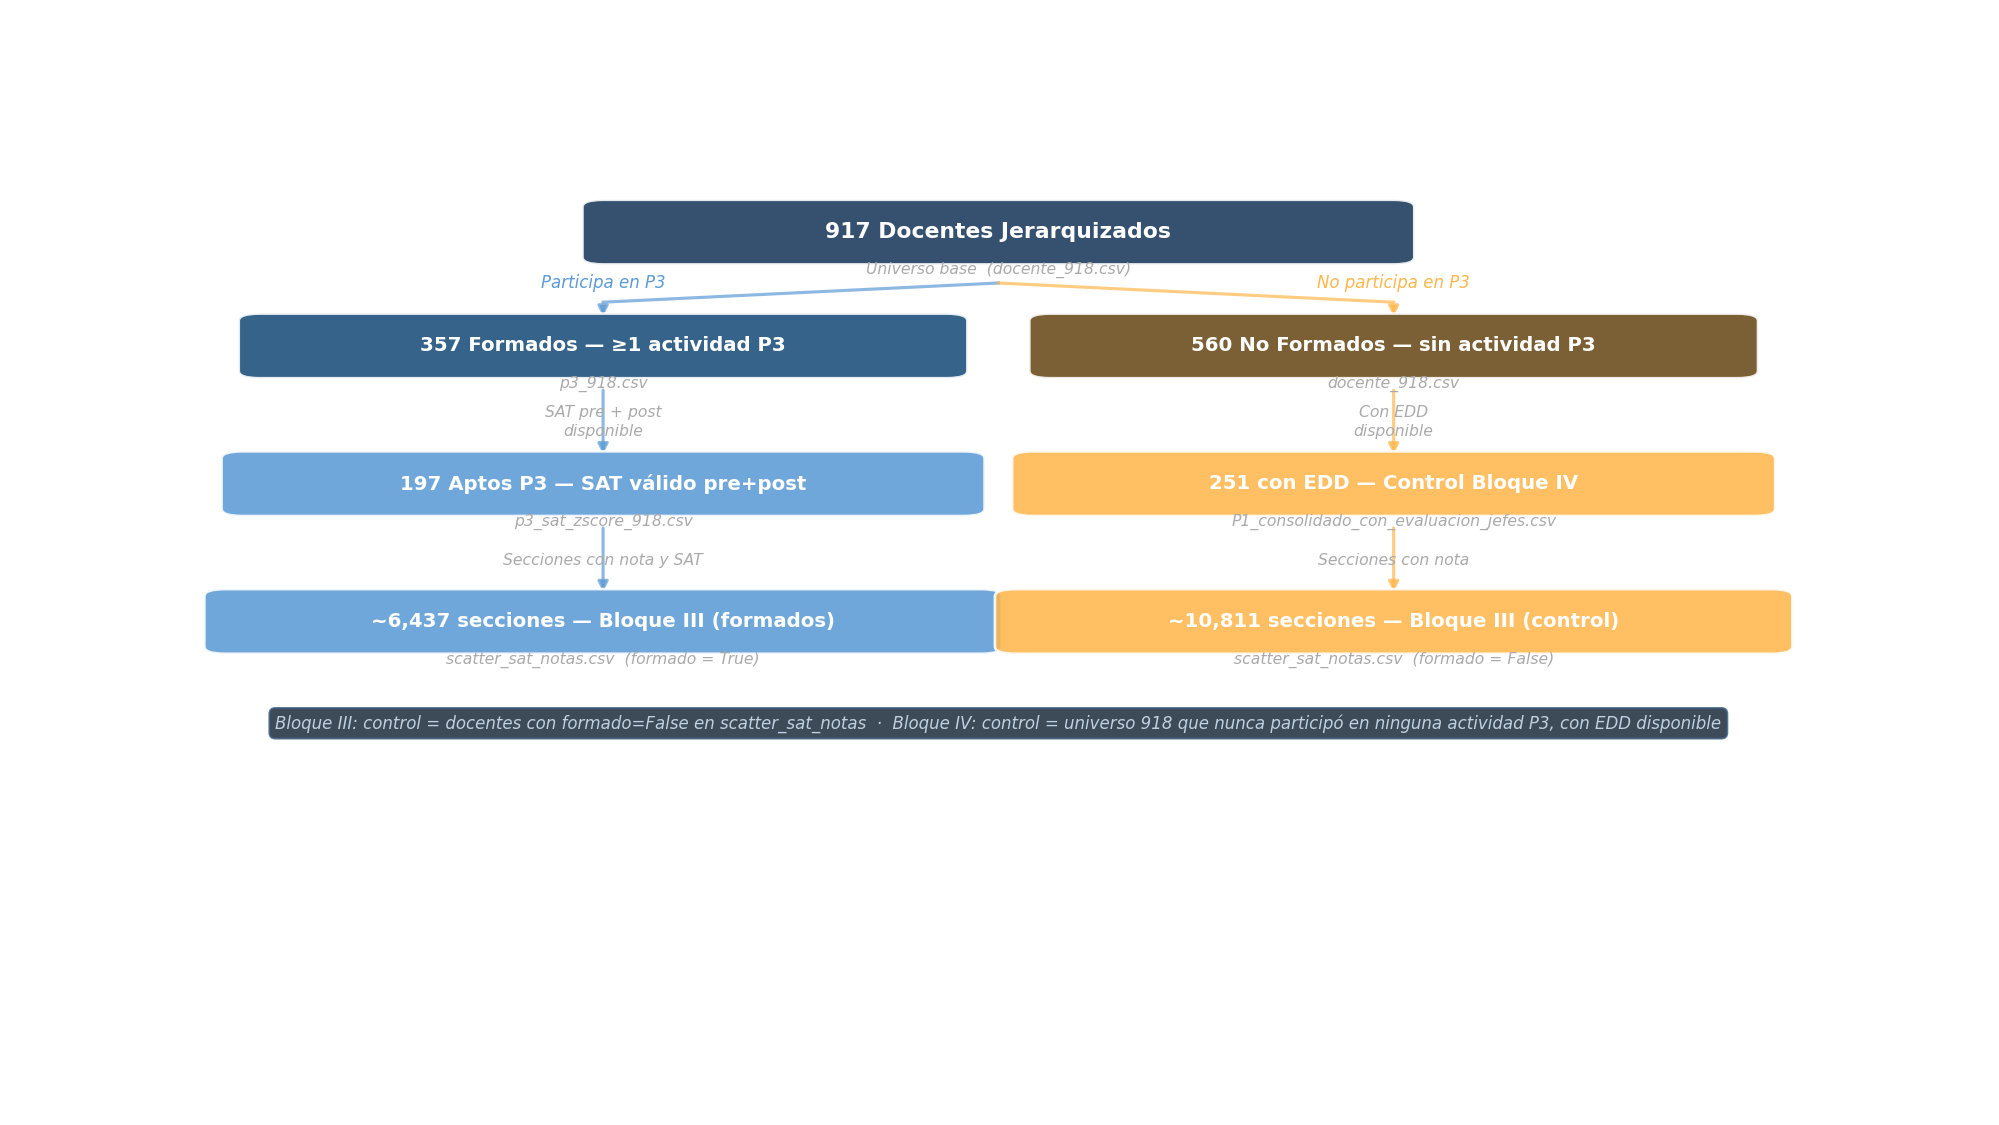 917 Docentes Jerarquizados
Universo base  (docente_918.csv)
Participa en P3
No participa en P3
357 Formados — ≥1 actividad P3
560 No Formados — sin actividad P3
p3_918.csv
docente_918.csv
SAT pre + post
disponible
Con EDD
disponible
197 Aptos P3 — SAT válido pre+post
251 con EDD — Control Bloque IV
p3_sat_zscore_918.csv
P1_consolidado_con_evaluacion_jefes.csv
Secciones con nota y SAT
Secciones con nota
~6,437 secciones — Bloque III (formados)
~10,811 secciones — Bloque III (control)
scatter_sat_notas.csv  (formado = True)
scatter_sat_notas.csv  (formado = False)
Bloque III: control = docentes con formado=False en scatter_sat_notas  ·  Bloque IV: control = universo 918 que nunca participó en ninguna actividad P3, con EDD disponible